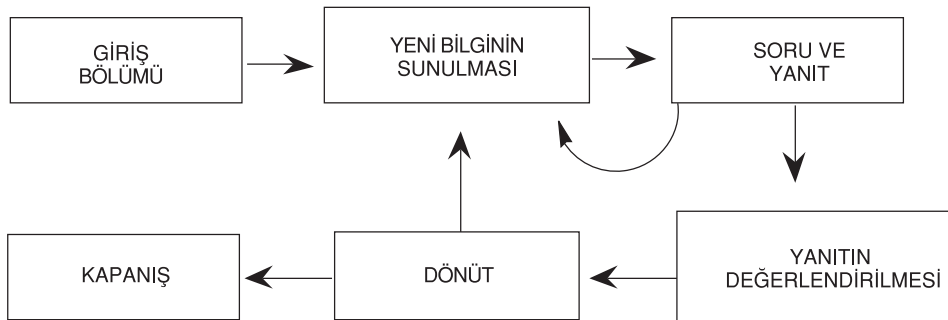 GİRİŞ
BÖLÜMÜ
YENİ BİLGİNİN
SUNULMASI
SORU VE
YANIT
KAPANIŞ
DÖNÜT
YANITIN
DEĞERLENDİRİLMESİ